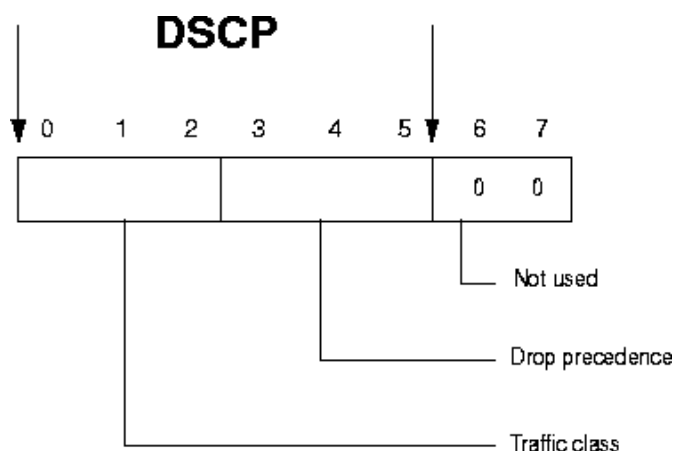 DSCP
0 1 2 3 4 5 6 7
0 0
Not used
Drop precedence
Traffic class